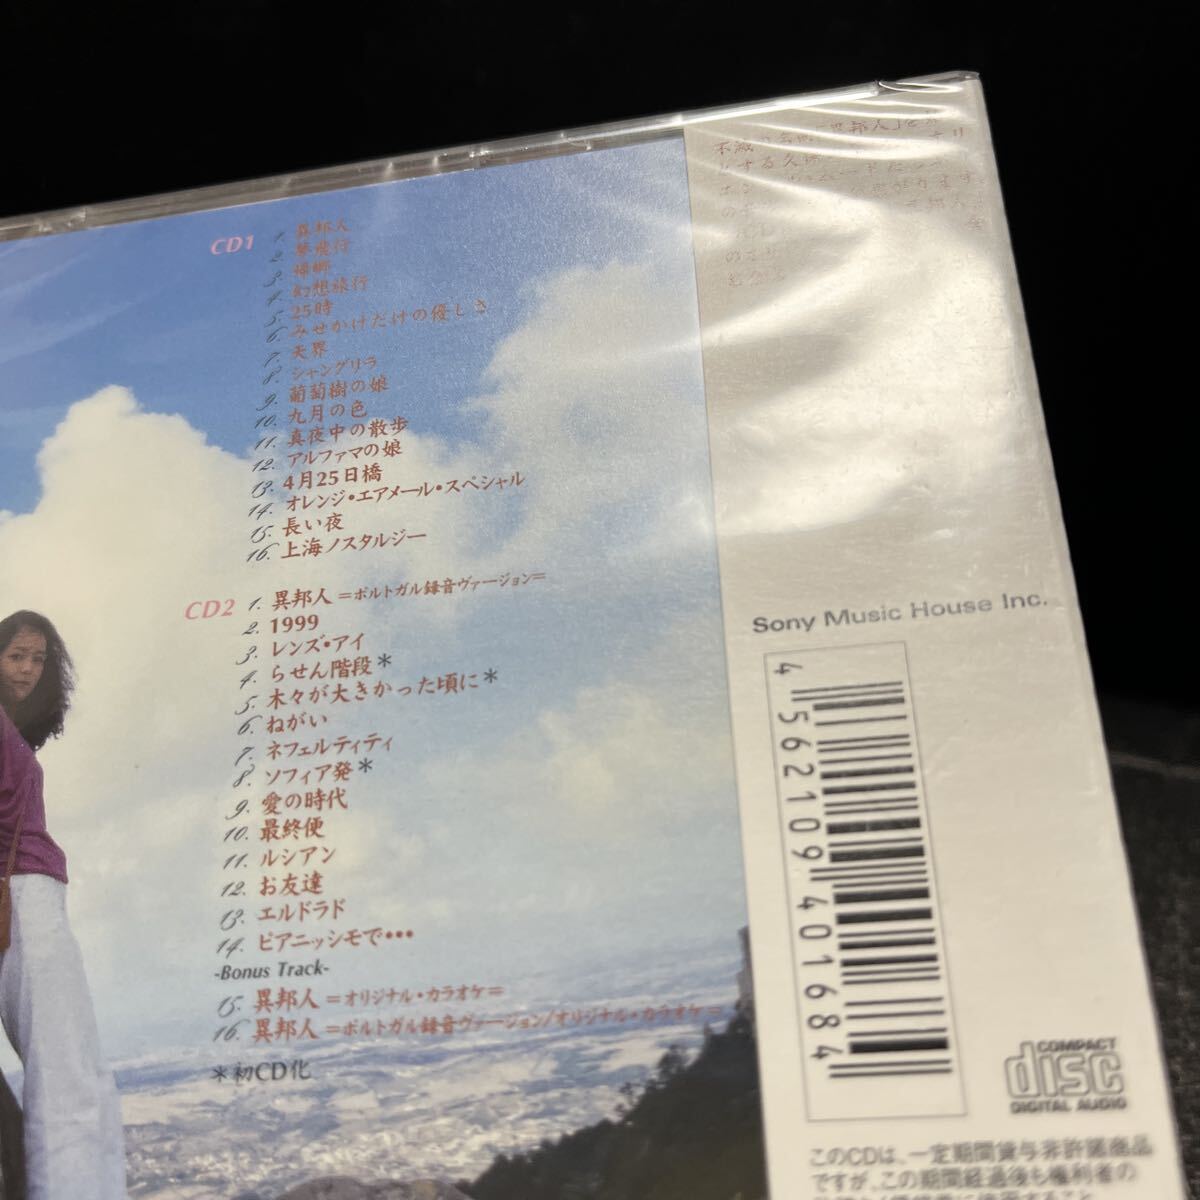 CD1
1. 異邦人
2. 夢飛行
3. 帰郷
4. 幻想旅行
5. 25時
6. みせかけだけの優しさ
7. 天界
8. シャングリラ
9. 葡萄樹の娘
10. 九月の色
11. 真夜中の散歩
12. アルファマの娘
13. 4月25日橋
14. オレンジ・エアメール・スペシャル
15. 長い夜
16. 上海ノスタルジー
CD2
1. 異邦人 =ポルトガル録音ヴァージョン=
2. 1999
3. レンズ・アイ
4. らせん階段*
5. 木々が大きかった頃に*
6. ねがい
7. ネフェルティティ
8. ソフィア発*
9. 愛の時代
10. 最終便
11. ルシアン
12. お友達
13. エルドラド
14. ピアニッシモで・・・
-Bonus Track-
15. 異邦人 =オリジナル・カラオケ=
16. 異邦人 =ポルトガル録音ヴァージョン/オリジナル・カラオケ=
*初CD化
Sony Music House Inc.
4 562109 401684
COMPACT
disc
DIGITAL AUDIO
このCDは、一定期間貸与非許諾商品
ですが、この期間経過後も権利者の